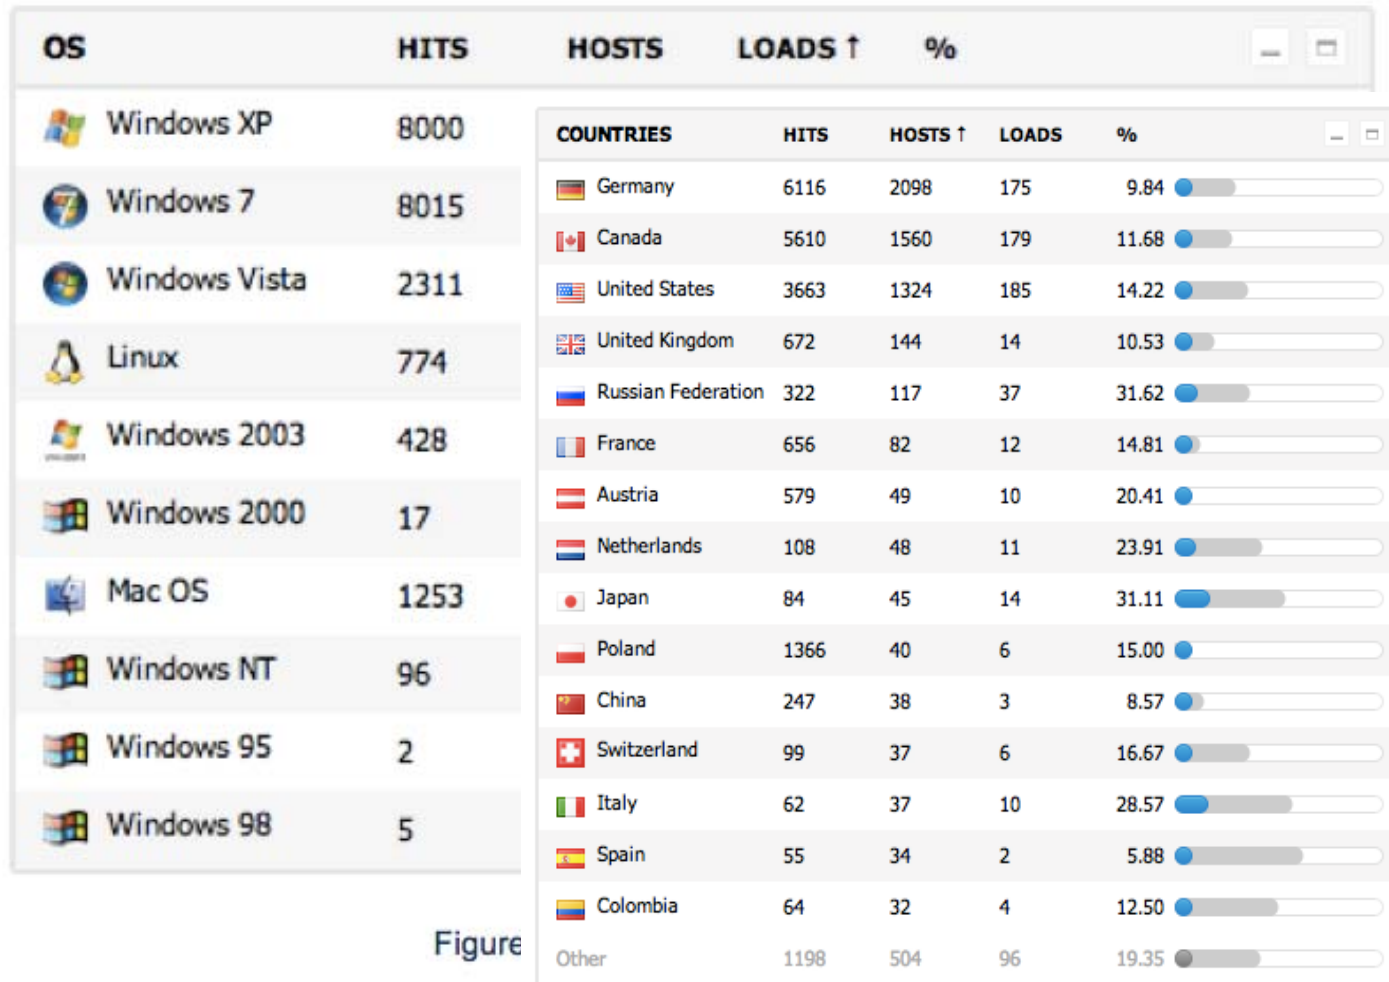 OS HITS HOSTS LOADS ↑ %
Windows XP 8000
Windows 7 8015
Windows Vista 2311
Linux 774
Windows 2003 428
Windows 2000 17
Mac OS 1253
Windows NT 96
Windows 95 2
Windows 98 5
Figure
COUNTRIES HITS HOSTS ↑ LOADS %
Germany 6116 2098 175 9.84
Canada 5610 1560 179 11.68
United States 3663 1324 185 14.22
United Kingdom 672 144 14 10.53
Russian Federation 322 117 37 31.62
France 656 82 12 14.81
Austria 579 49 10 20.41
Netherlands 108 48 11 23.91
Japan 84 45 14 31.11
Poland 1366 40 6 15.00
China 247 38 3 8.57
Switzerland 99 37 6 16.67
Italy 62 37 10 28.57
Spain 55 34 2 5.88
Colombia 64 32 4 12.50
Other 1198 504 96 19.35